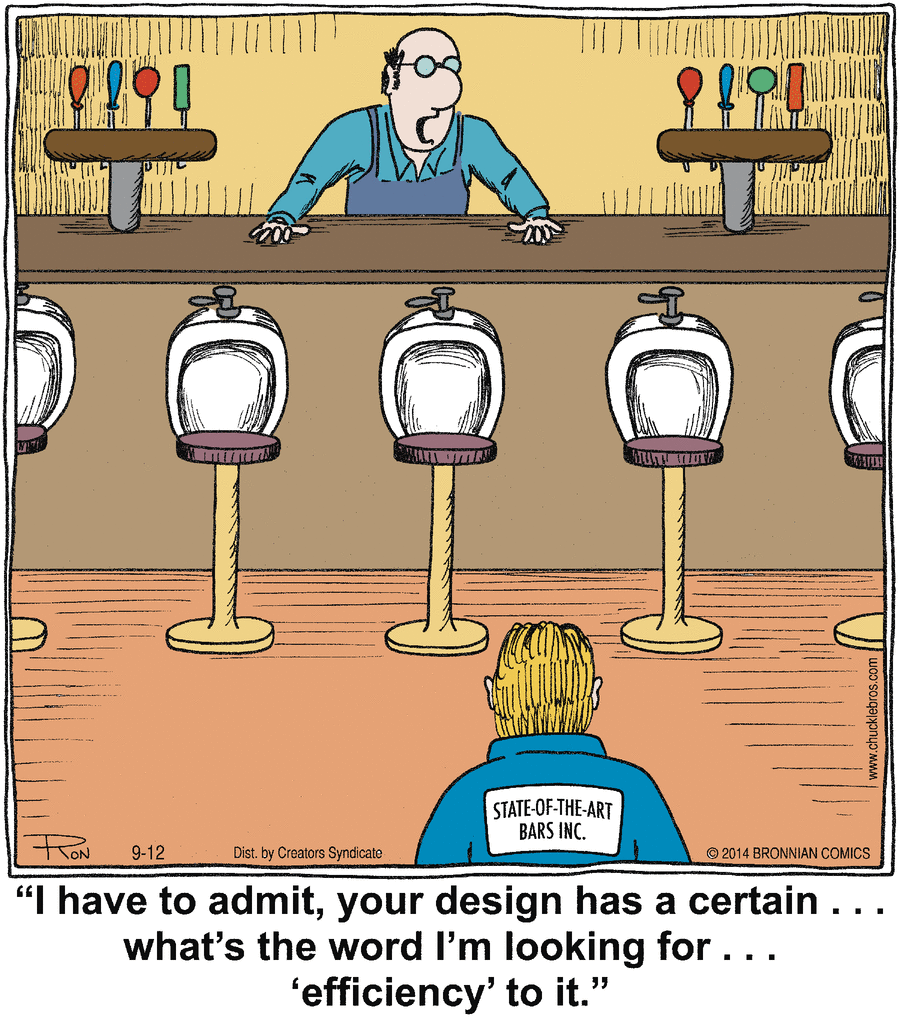 STATE-OF-THE-ART
BARS INC.
www.chucklebros.com
RON
9-12
Dist. by Creators Syndicate
© 2014 BRONNIAN COMICS
“I have to admit, your design has a certain . . .
what’s the word I’m looking for . . .
‘efficiency’ to it.”